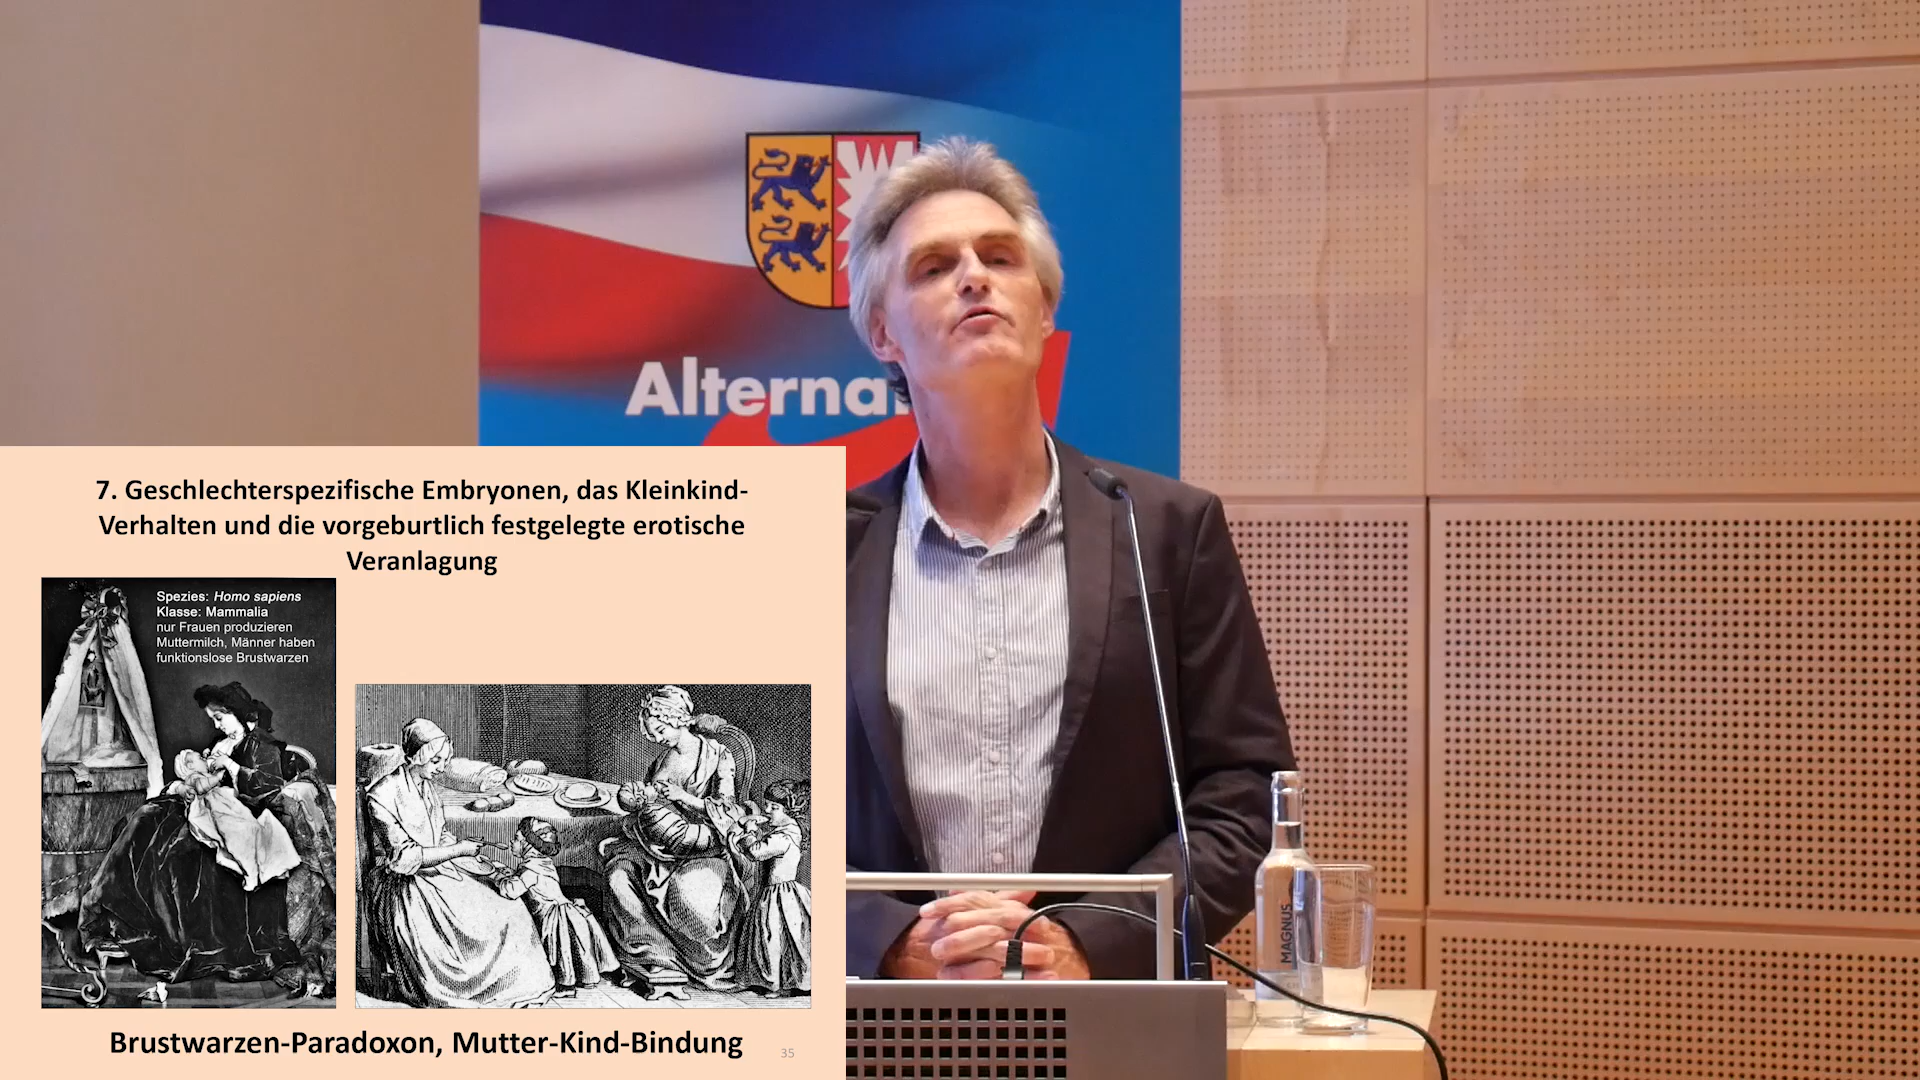 Alterna
7. Geschlechterspezifische Embryonen, das Kleinkind-
Verhalten und die vorgeburtlich festgelegte erotische
Veranlagung
Spezies: Homo sapiens
Klasse: Mammalia
nur Frauen produzieren
Muttermilch, Männer haben
funktionslose Brustwarzen
Brustwarzen-Paradoxon, Mutter-Kind-Bindung
35
MAGNUS